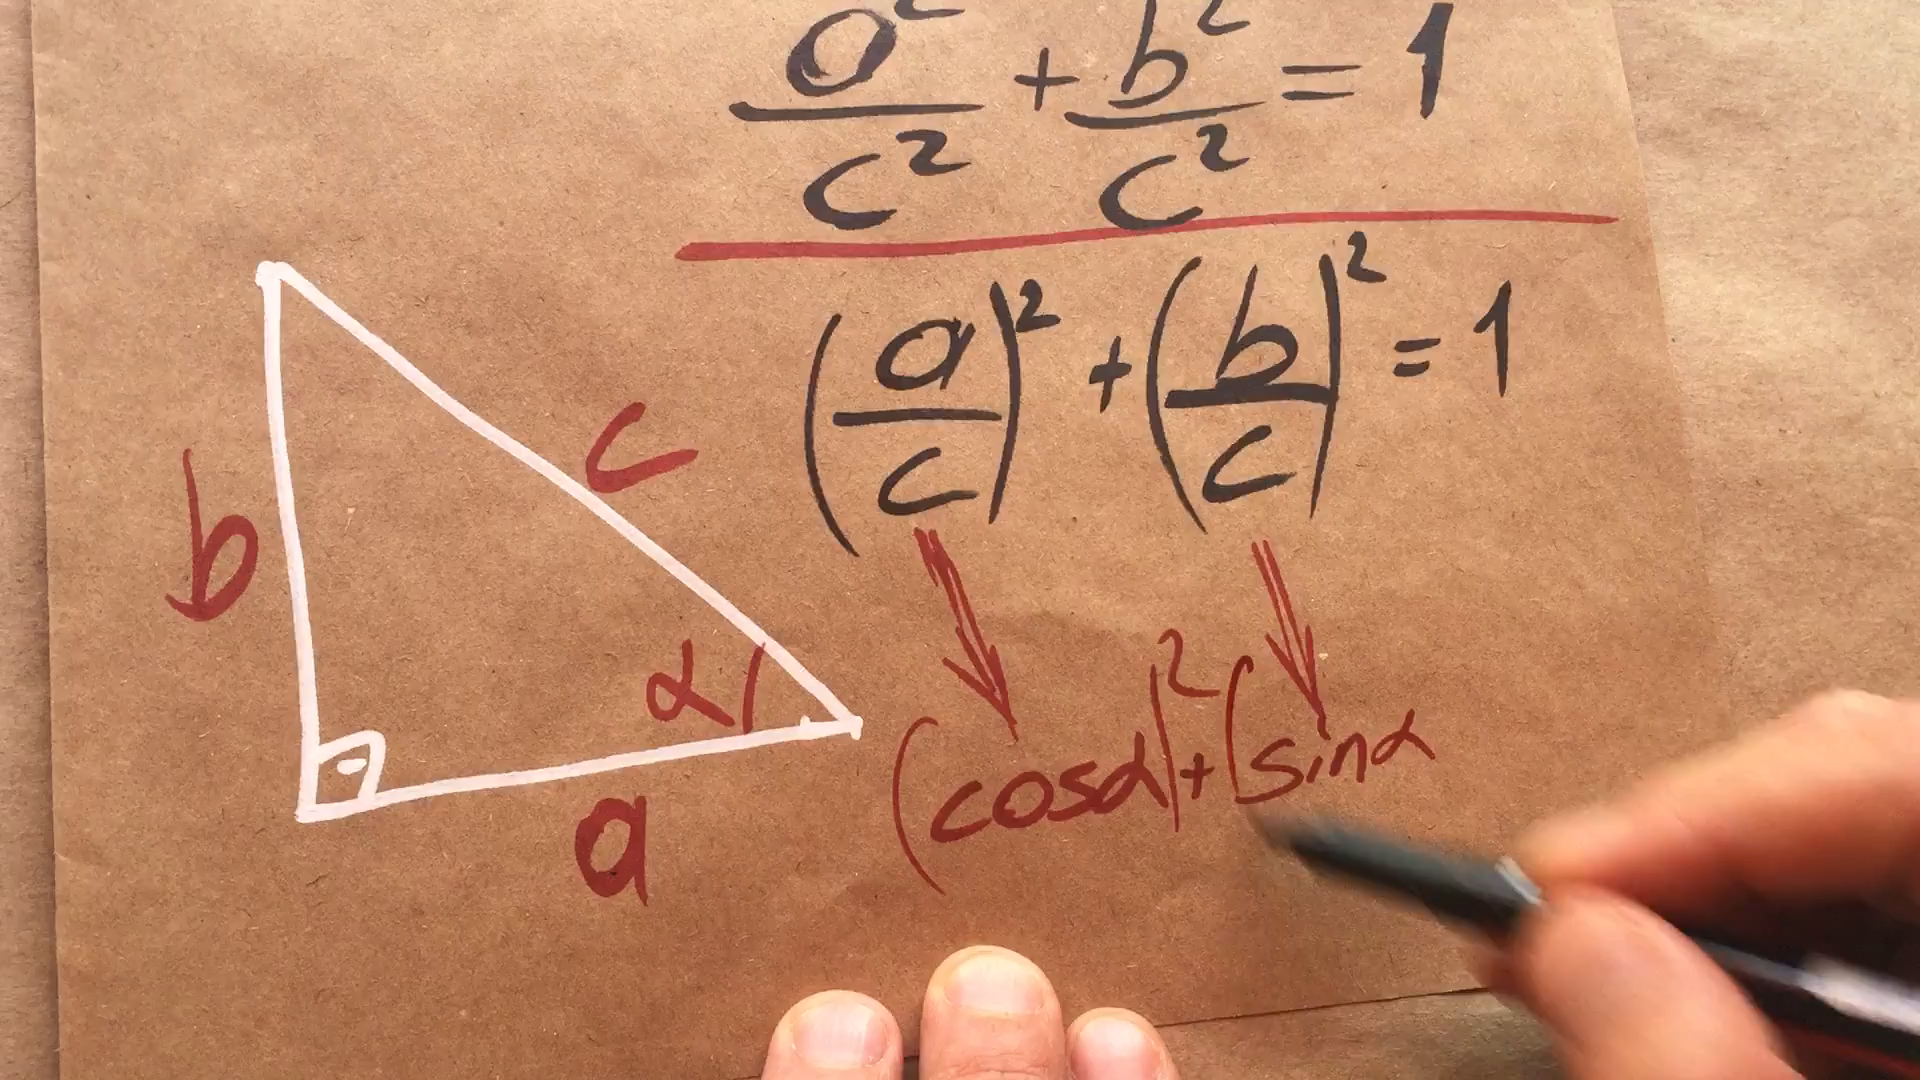 a²/c² + b²/c² = 1
(a/c)² + (b/c)² = 1
c
b
α
(cosα)² + (sinα
a